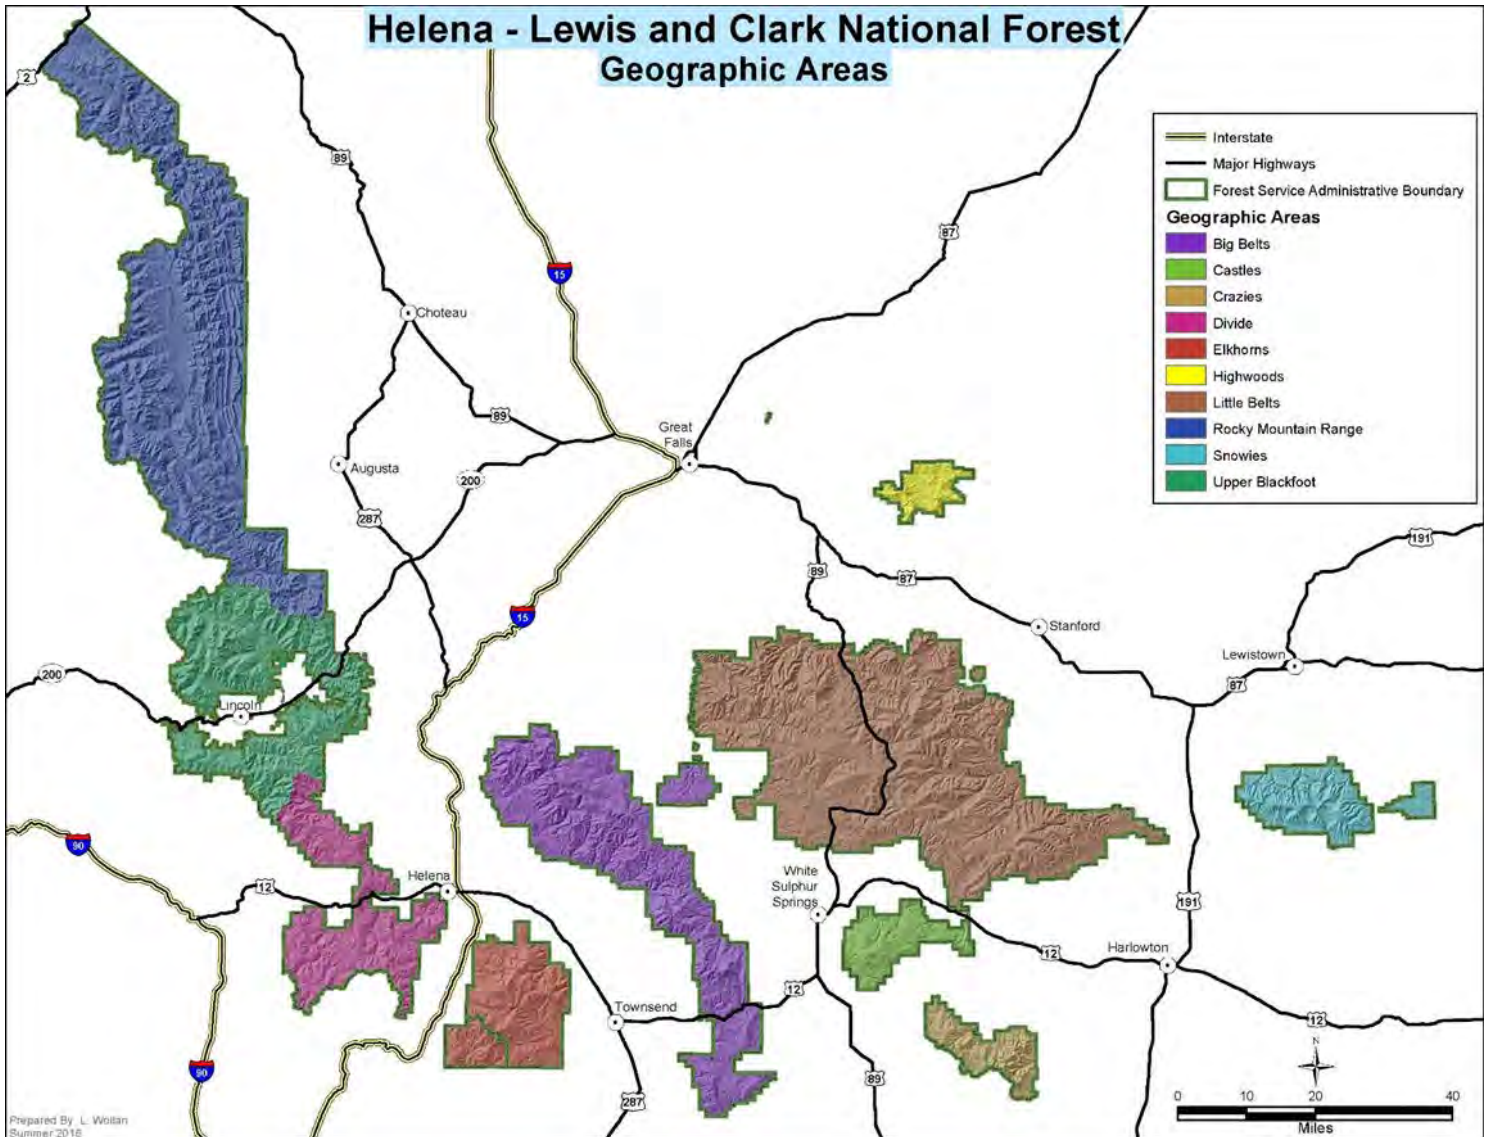 Helena - Lewis and Clark National Forest
Geographic Areas
2
89
15
87
Interstate
Major Highways
Forest Service Administrative Boundary
Geographic Areas
Big Belts
Castles
Crazies
Divide
Elkhorns
Highwoods
Little Belts
Rocky Mountain Range
Snowies
Upper Blackfoot
Choteau
89
Great
Falls
Augusta
200
287
191
89
87
15
Stanford
Lewistown
87
200
Lincoln
90
12
Helena
White
Sulphur
Springs
191
12
Harlowton
12
Townsend
12
N
90
89
287
0
10
20
40
Miles
Prepared By L. Woitan
Summer 2016